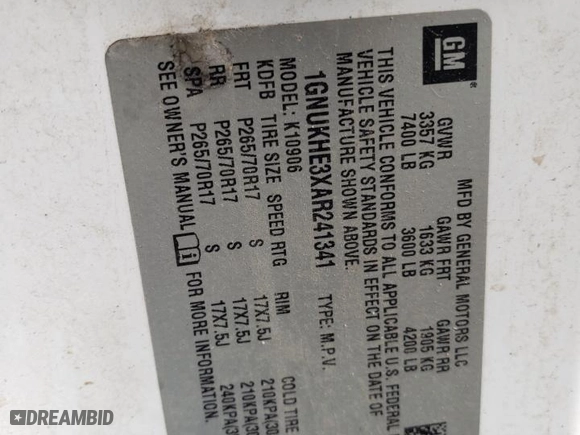 GM
®
MFD BY GENERAL MOTORS LLC
GVWR GAWR FRT GAWR RR
3357 KG 1633 KG 1905 KG
7400 LB 3600 LB 4200 LB
THIS VEHICLE CONFORMS TO ALL APPLICABLE U.S. FEDERAL
VEHICLE SAFETY STANDARDS IN EFFECT ON THE DATE OF
MANUFACTURE SHOWN ABOVE.
1GNUKHE3XAR241341 TYPE: M.P.V.
MODEL: K10906
KDFB TIRE SIZE SPEED RTG RIM COLD TIRE
FRT P265/70R17 S 17X7.5J 210KPA(30
RR P265/70R17 S 17X7.5J 210KPA(30
SPA P265/70R17 S 17X7.5J 240KPA(35
SEE OWNER'S MANUAL FOR MORE INFORMATION.
DREAMBID